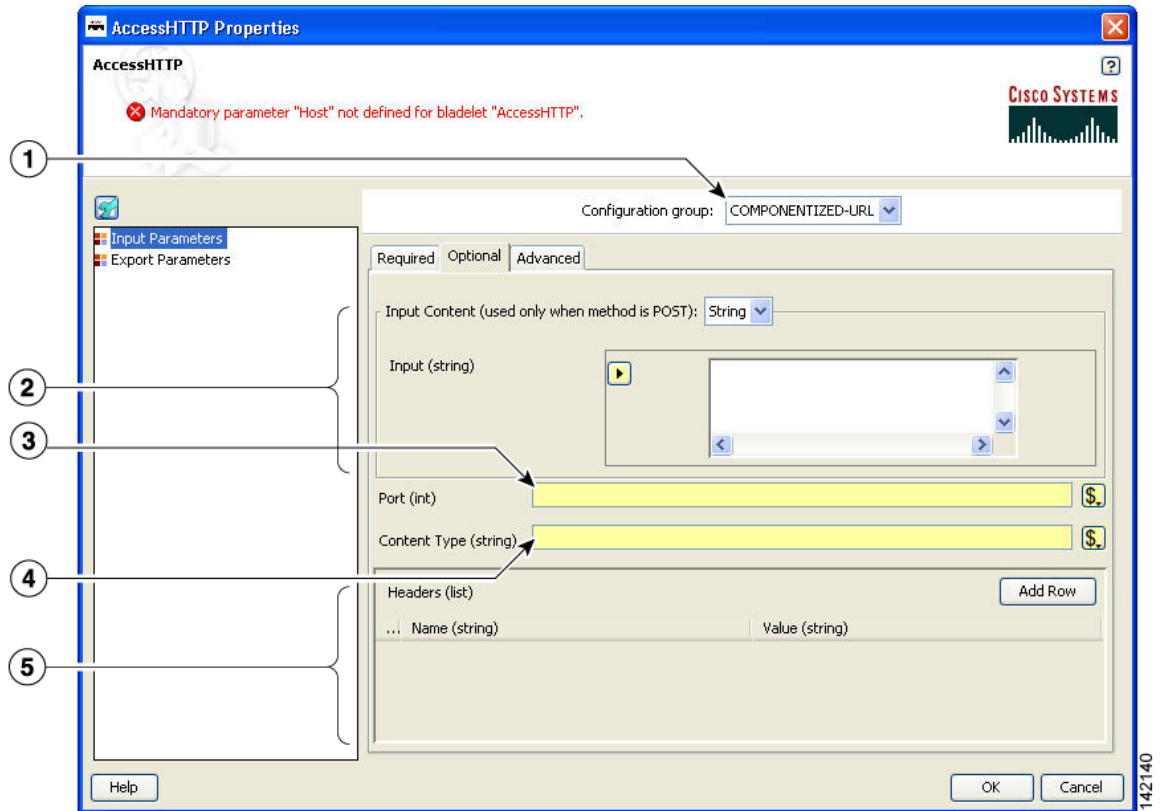 AccessHTTP Properties
AccessHTTP
?
Mandatory parameter "Host" not defined for bladelet "AccessHTTP".
CISCO SYSTEMS
1
Configuration group: COMPONENTIZED-URL
Input Parameters
Export Parameters
Required Optional Advanced
Input Content (used only when method is POST): String
Input (string)
2
3
Port (int) $
Content Type (string) $
4
Headers (list) Add Row
... Name (string) Value (string)
5
Help OK Cancel
142140